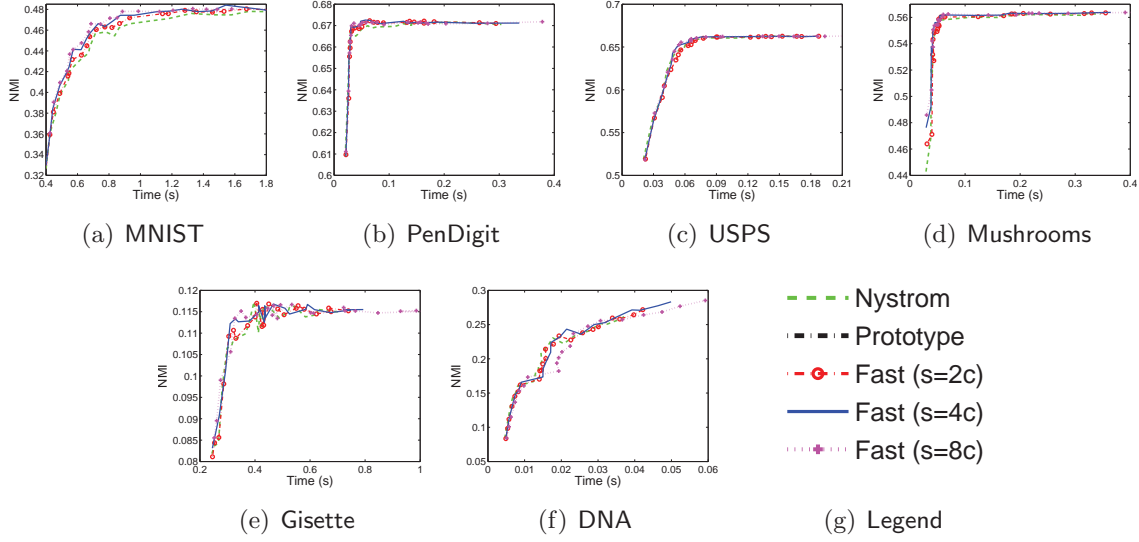 NMI
0.48
0.46
0.44
0.42
0.4
0.38
0.36
0.34
0.32
0.4 0.6 0.8 1 1.2 1.4 1.6 1.8
Time (s)
(a) MNIST
NMI
0.68
0.67
0.66
0.65
0.64
0.63
0.62
0.61
0.6
0 0.1 0.2 0.3 0.4
Time (s)
(b) PenDigit
NMI
0.7
0.65
0.6
0.55
0.5
0 0.03 0.06 0.09 0.12 0.15 0.18 0.21
Time (s)
(c) USPS
NMI
0.56
0.54
0.52
0.5
0.48
0.46
0.44
0 0.1 0.2 0.3 0.4
Time (s)
(d) Mushrooms
NMI
0.12
0.115
0.11
0.105
0.1
0.095
0.09
0.085
0.08
0.2 0.4 0.6 0.8 1
Time (s)
(e) Gisette
NMI
0.3
0.25
0.2
0.15
0.1
0.05
0 0.01 0.02 0.03 0.04 0.05 0.06
Time (s)
(f) DNA
Nystrom
Prototype
Fast (s=2c)
Fast (s=4c)
Fast (s=8c)
(g) Legend